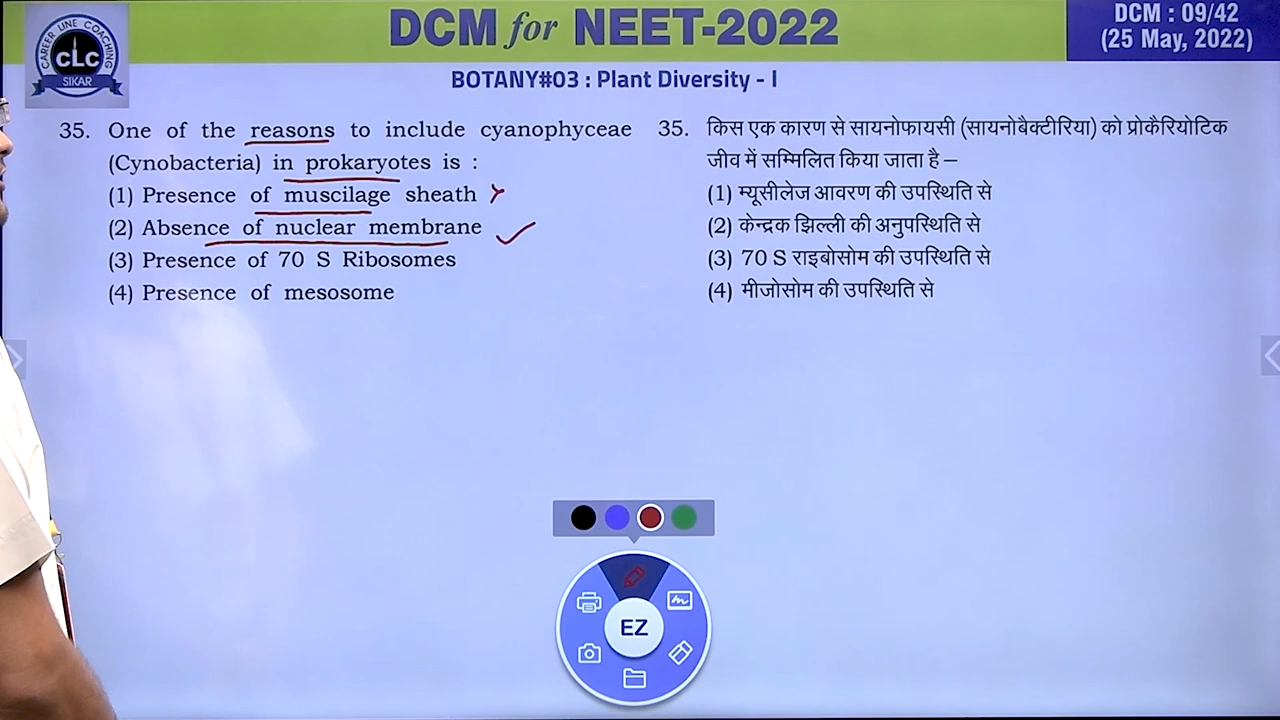 DCM for NEET-2022
DCM : 09/42
(25 May, 2022)
CAREER LINE COACHING
CLC
SIKAR
BOTANY#03 : Plant Diversity - I
35. One of the reasons to include cyanophyceae
(Cynobacteria) in prokaryotes is :
(1) Presence of muscilage sheath
(2) Absence of nuclear membrane
(3) Presence of 70 S Ribosomes
(4) Presence of mesosome
35. किस एक कारण से सायनोफायसी (सायनोबैक्टीरिया) को प्रोकैरियोटिक
जीव में सम्मिलित किया जाता है –
(1) म्यूसीलेज आवरण की उपस्थिति से
(2) केन्द्रक झिल्ली की अनुपस्थिति से
(3) 70 S राइबोसोम की उपस्थिति से
(4) मीजोसोम की उपस्थिति से
EZ